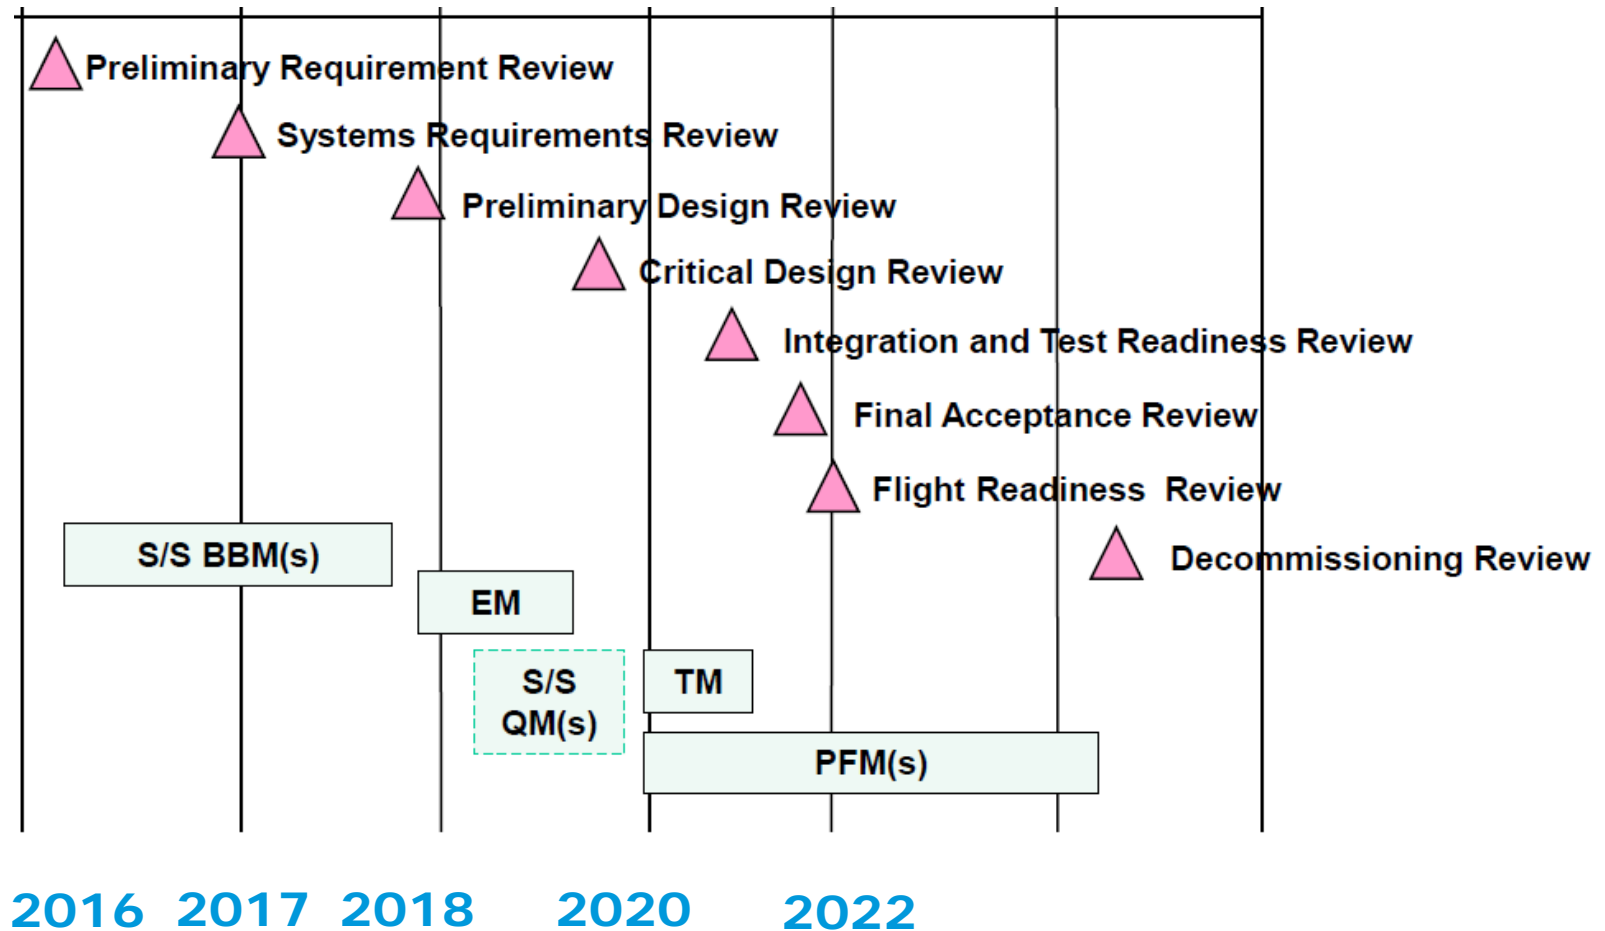 Preliminary Requirement Review
Systems Requirements Review
Preliminary Design Review
Critical Design Review
Integration and Test Readiness Review
Final Acceptance Review
Flight Readiness Review
S/S BBM(s)
Decommissioning Review
EM
S/S
QM(s)
TM
PFM(s)
2016 2017 2018 2020 2022